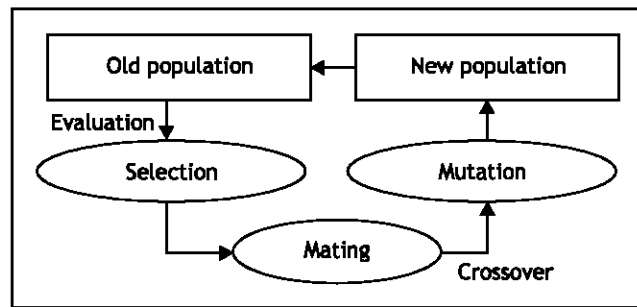 Old population
New population
Evaluation
Selection
Mutation
Mating
Crossover